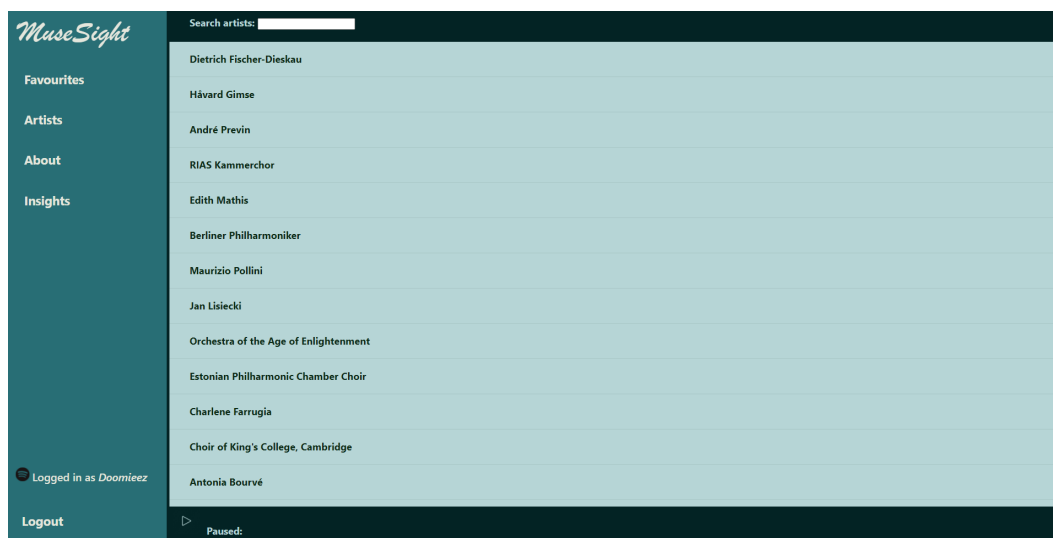 MuseSight
Favourites
Artists
About
Insights
Logged in as Doomieez
Logout
Search artists:
Dietrich Fischer-Dieskau
Håvard Gimse
André Previn
RIAS Kammerchor
Edith Mathis
Berliner Philharmoniker
Maurizio Pollini
Jan Lisiecki
Orchestra of the Age of Enlightenment
Estonian Philharmonic Chamber Choir
Charlene Farrugia
Choir of King's College, Cambridge
Antonia Bourvé
Paused: